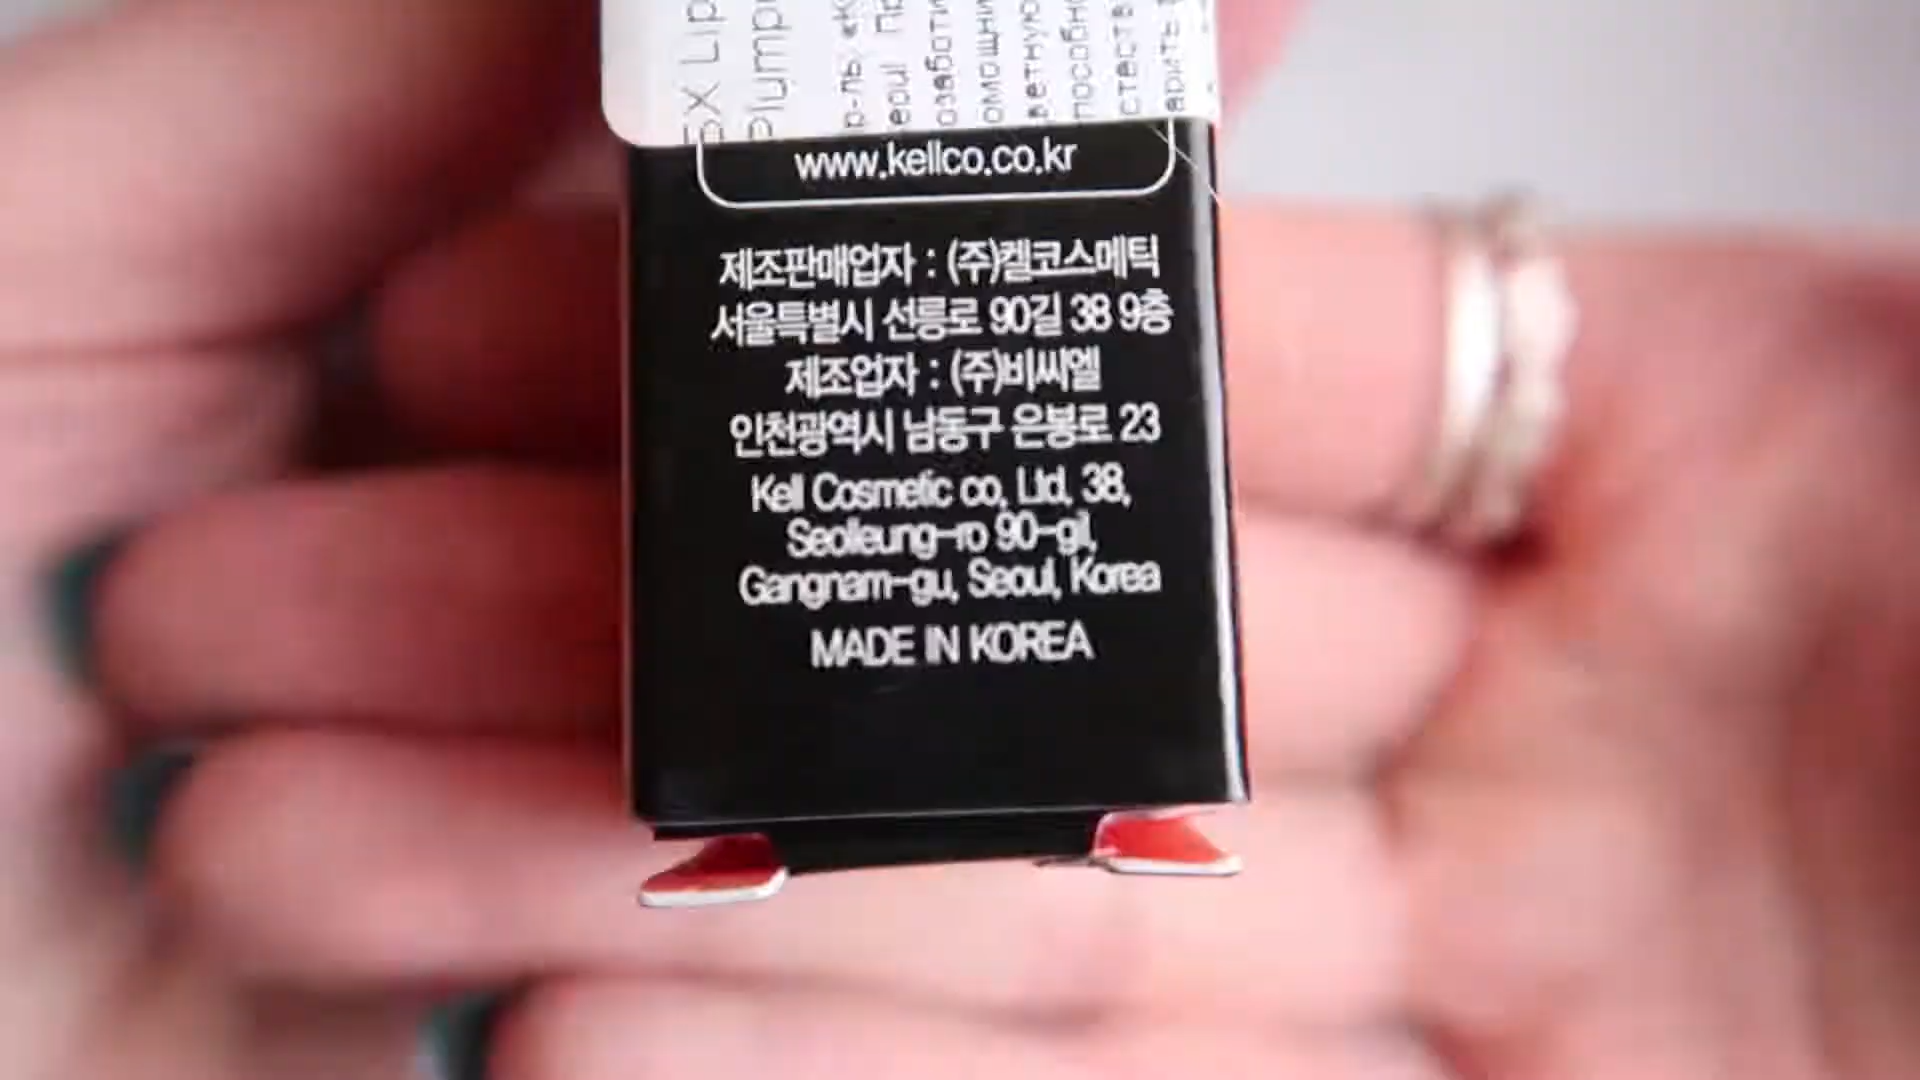 5X Lip
Plump
www.kellco.co.kr
제조판매업자 : (주)켈코스메틱
서울특별시 선릉로 90길 38 9층
제조업자 : (주)비씨엘
인천광역시 남동구 은봉로 23
Kell Cosmetic co, Ltd, 38,
Seolleung-ro 90-gil,
Gangnam-gu, Seoul, Korea
MADE IN KOREA